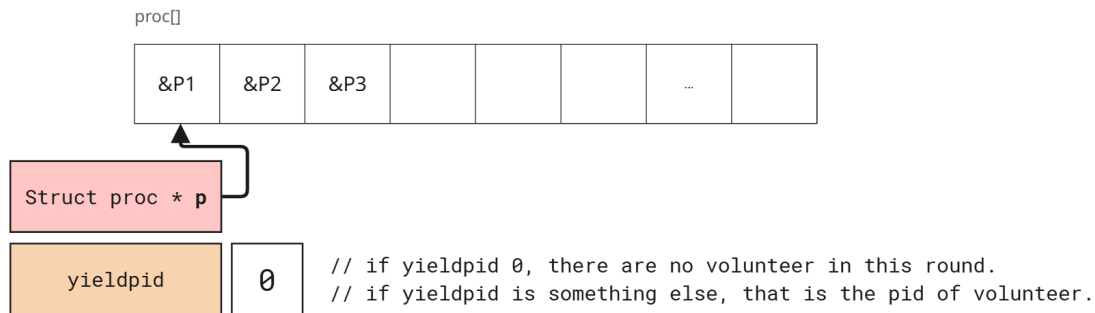 proc[]
&P1 &P2 &P3 ...
Struct proc * p
yieldpid 0
// if yieldpid 0, there are no volunteer in this round.
// if yieldpid is something else, that is the pid of volunteer.